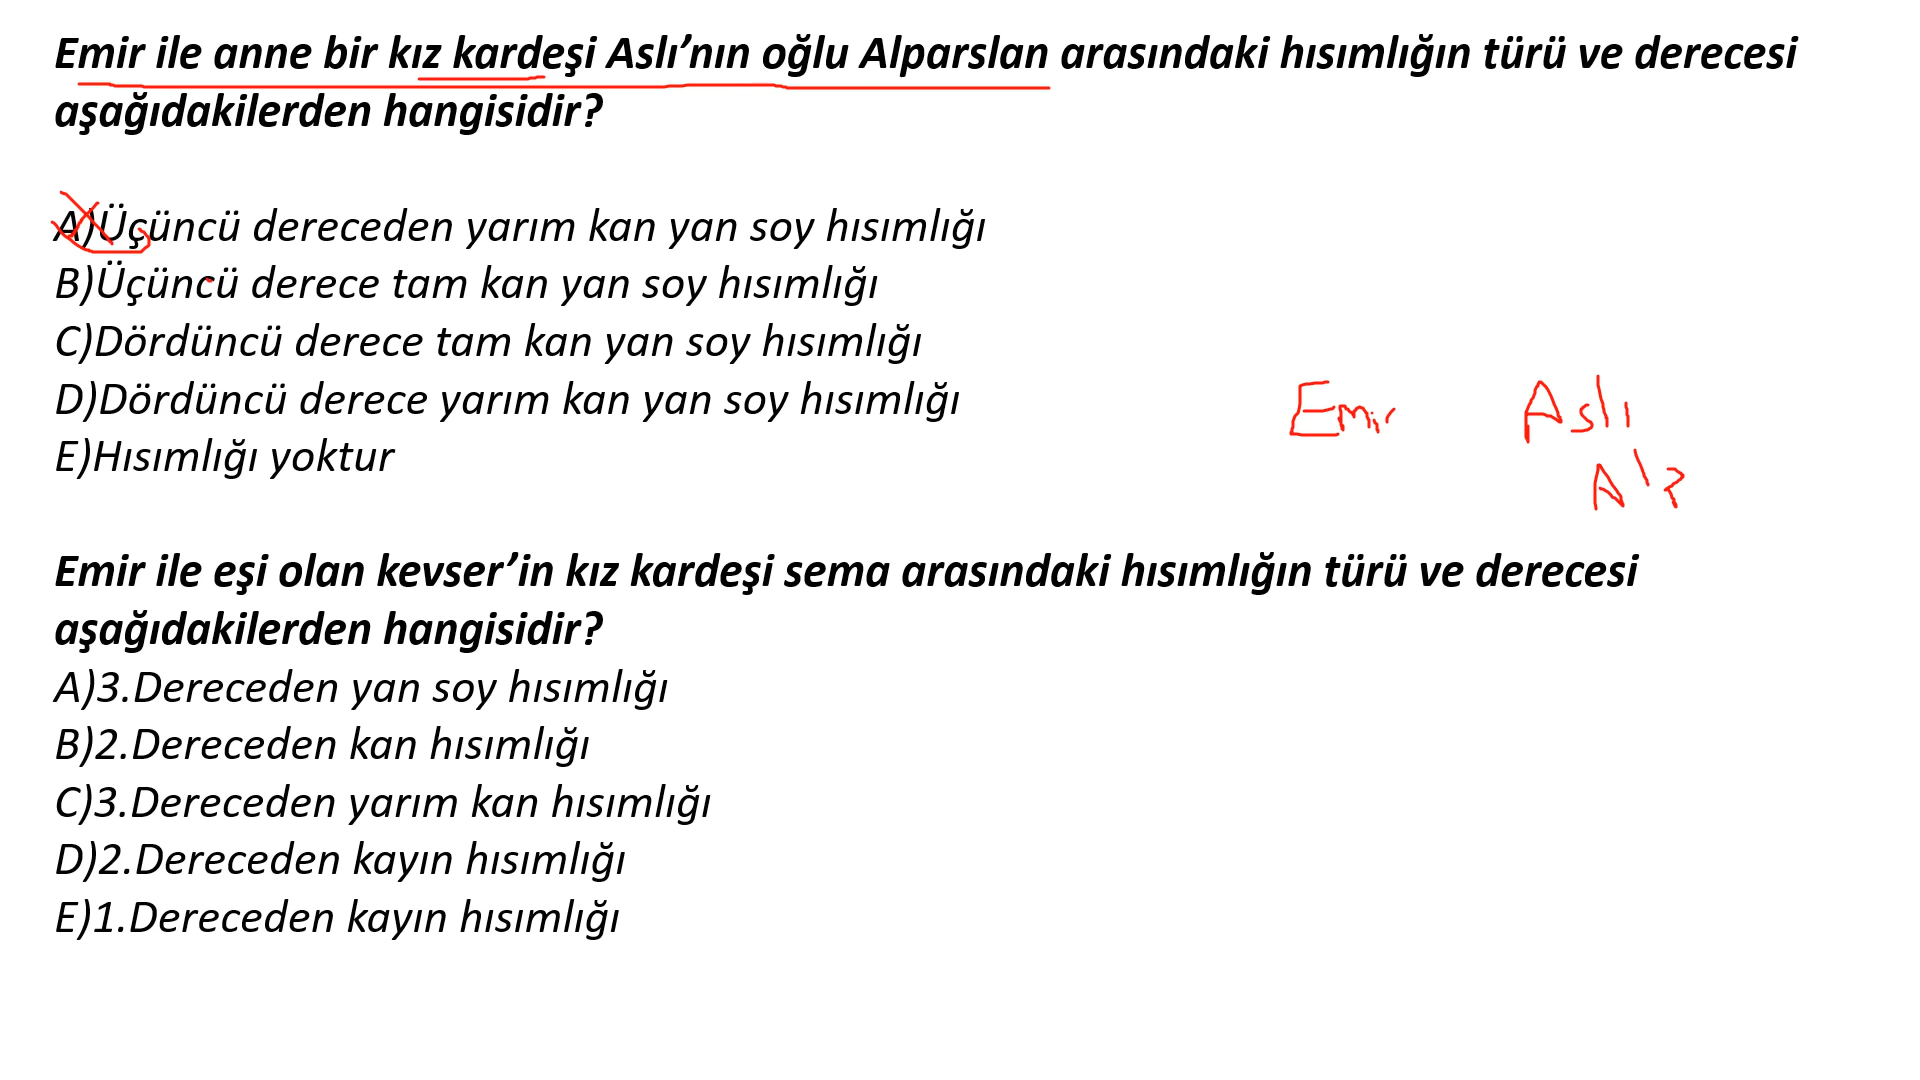 Emir ile anne bir kız kardeşi Aslı’nın oğlu Alparslan arasındaki hısımlığın türü ve derecesi
aşağıdakilerden hangisidir?
A)Üçüncü dereceden yarım kan yan soy hısımlığı
B)Üçüncü derece tam kan yan soy hısımlığı
C)Dördüncü derece tam kan yan soy hısımlığı
D)Dördüncü derece yarım kan yan soy hısımlığı
E)Hısımlığı yoktur
Emir Aslı
Emir ile eşi olan kevser’in kız kardeşi sema arasındaki hısımlığın türü ve derecesi
aşağıdakilerden hangisidir?
A)3.Dereceden yan soy hısımlığı
B)2.Dereceden kan hısımlığı
C)3.Dereceden yarım kan hısımlığı
D)2.Dereceden kayın hısımlığı
E)1.Dereceden kayın hısımlığı